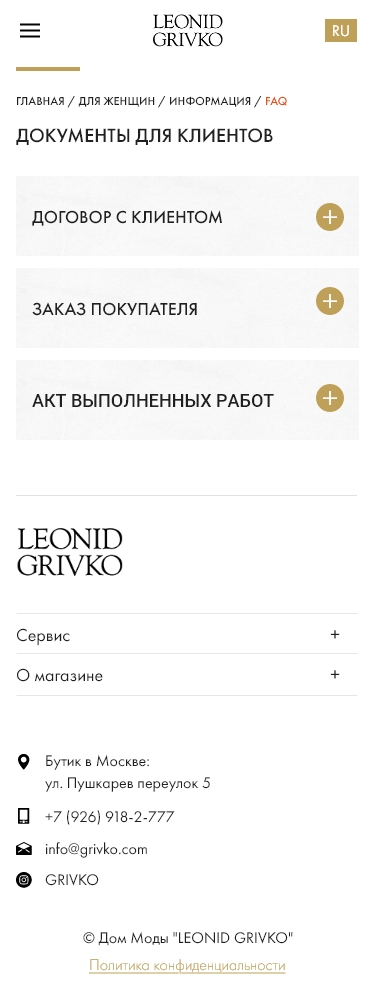 LEONID
GRIVKO
RU
ГЛАВНАЯ / ДЛЯ ЖЕНЩИН / ИНФОРМАЦИЯ / FAQ
ДОКУМЕНТЫ ДЛЯ КЛИЕНТОВ
ДОГОВОР С КЛИЕНТОМ
ЗАКАЗ ПОКУПАТЕЛЯ
АКТ ВЫПОЛНЕННЫХ РАБОТ
LEONID
GRIVKO
Сервис +
О магазине +
Бутик в Москве:
ул. Пушкарев переулок 5
+7 (926) 918-2-777
info@grivko.com
GRIVKO
© Дом Моды "LEONID GRIVKO"
Политика конфиденциальности